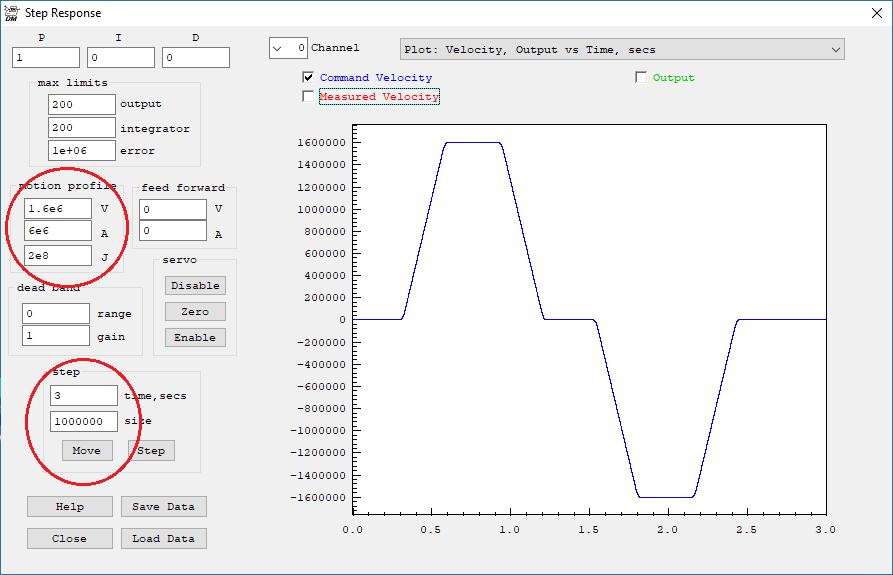 DM Step Response
P I D
1 0 0
max limits
200 output
200 integrator
1e+06 error
motion profile
1.6e6 V
6e6 A
2e8 J
feed forward
0 V
0 A
dead band
0 range
1 gain
servo
Disable
Zero
Enable
step
3 time,secs
1000000 size
Move Step
Help Save Data
Close Load Data
0 Channel
Plot: Velocity, Output vs Time, secs
Command Velocity Output
Measured Velocity
1600000
1400000
1200000
1000000
800000
600000
400000
200000
0
-200000
-400000
-600000
-800000
-1000000
-1200000
-1400000
-1600000
0.0 0.5 1.0 1.5 2.0 2.5 3.0